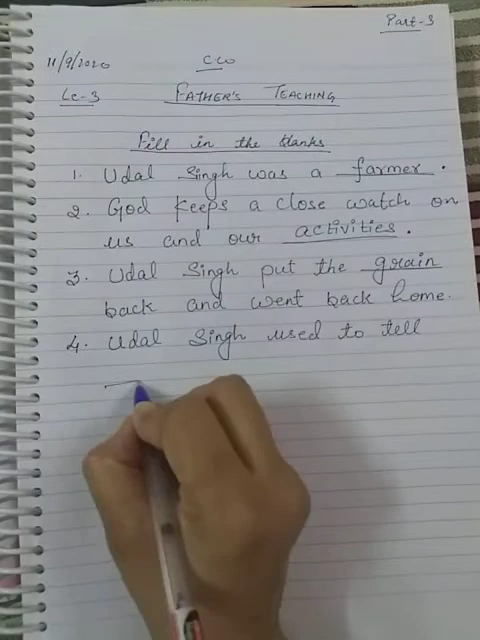 Part-3
11/9/2020 CW
Le-3 FATHER'S TEACHING
Fill in the blanks
1. Udal Singh was a farmer.
2. God keeps a close watch on
us and our activities.
3. Udal Singh put the grain
back and went back home.
4. Udal Singh used to tell